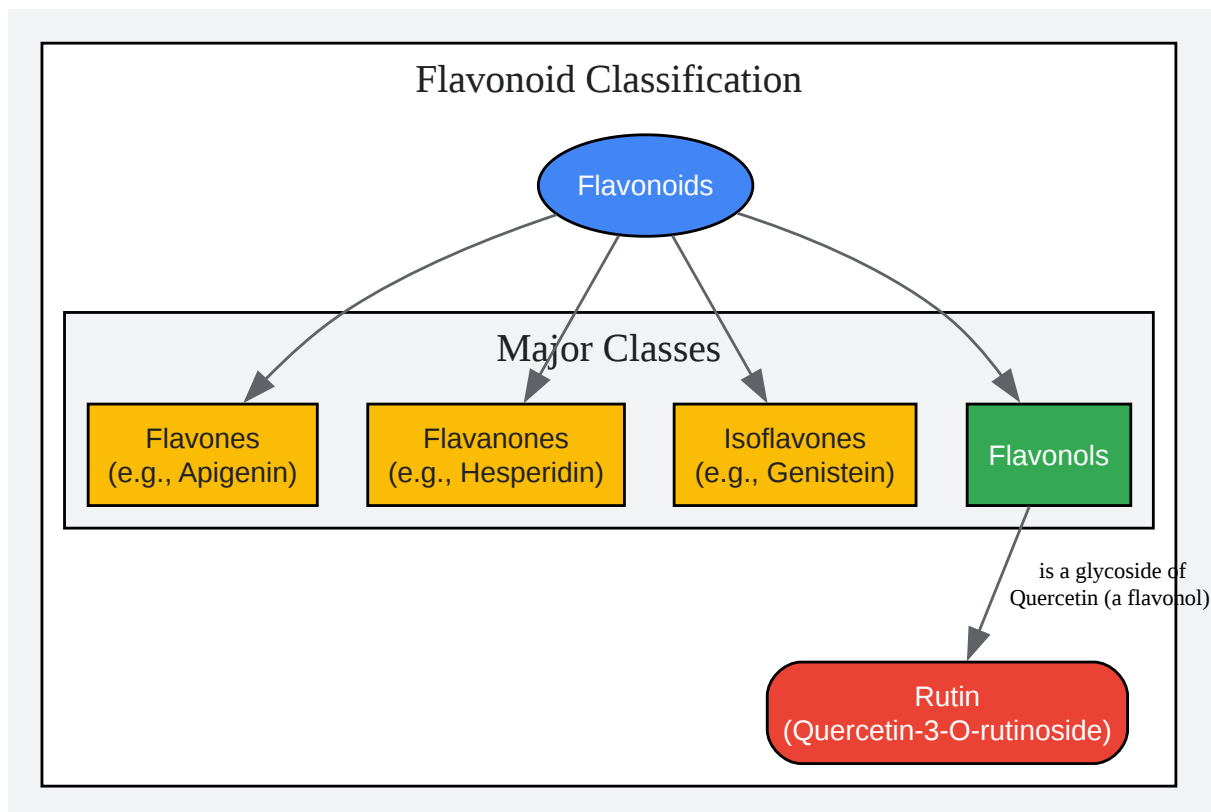 Flavonoid Classification
Flavonoids
Major Classes
Flavones
(e.g., Apigenin)
Flavanones
(e.g., Hesperidin)
Isoflavones
(e.g., Genistein)
Flavonols
is a glycoside of
Quercetin (a flavonol)
Rutin
(Quercetin-3-O-rutinoside)